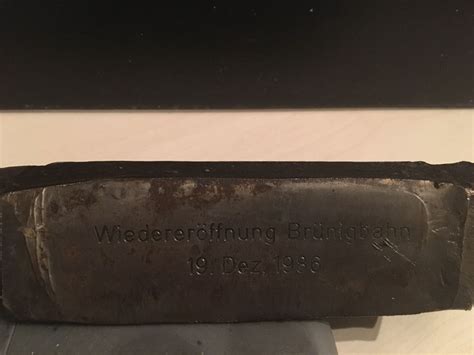 Wiedereröffnung Brünigbahn
19. Dez. 1986